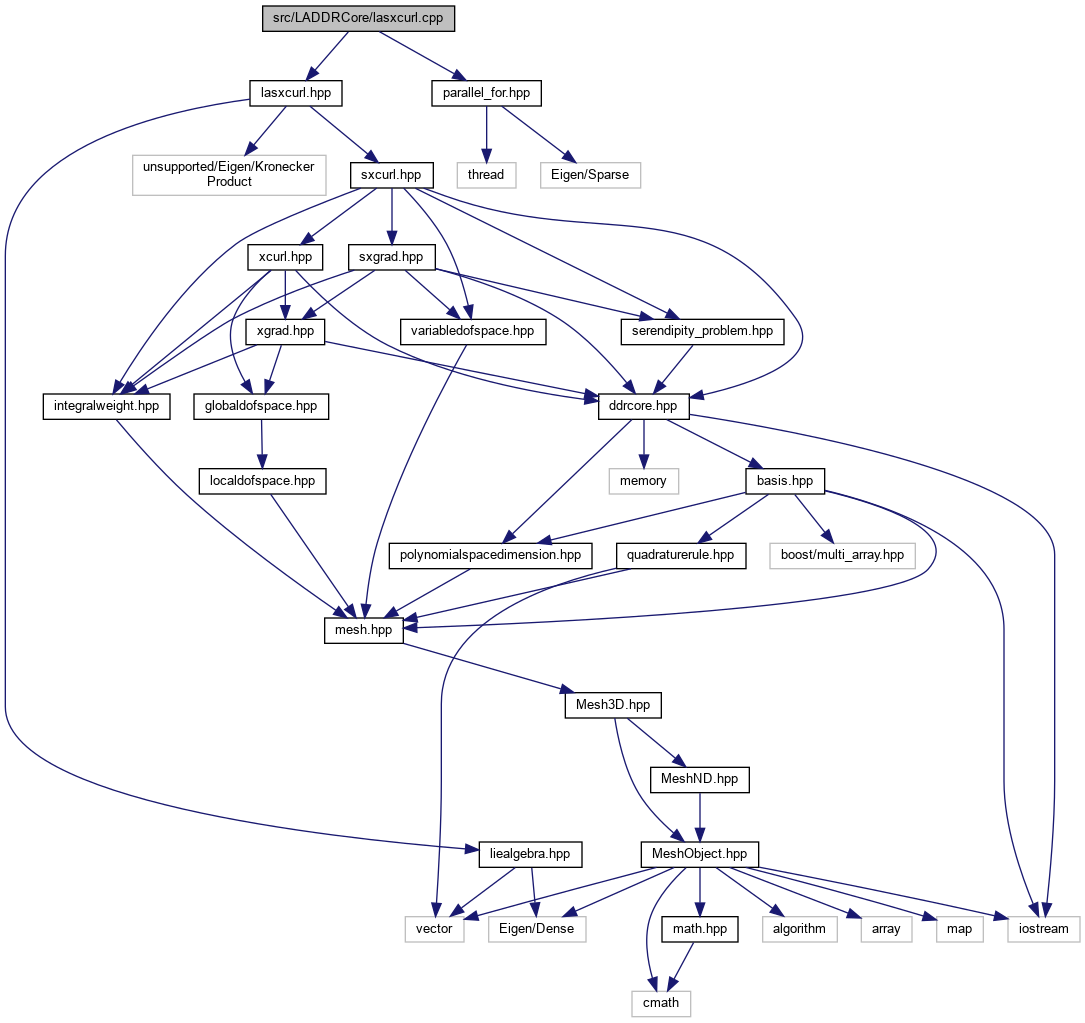 src/LADDRCore/lasxcurl.cpp
lasxcurl.hpp
parallel_for.hpp
unsupported/Eigen/Kronecker
Product
sxcurl.hpp
thread
Eigen/Sparse
xcurl.hpp
sxgrad.hpp
xgrad.hpp
variabledofspace.hpp
serendipity_problem.hpp
integralweight.hpp
globaldofspace.hpp
ddrcore.hpp
localdofspace.hpp
memory
basis.hpp
polynomialspacedimension.hpp
quadraturerule.hpp
boost/multi_array.hpp
mesh.hpp
Mesh3D.hpp
MeshND.hpp
liealgebra.hpp
MeshObject.hpp
vector
Eigen/Dense
math.hpp
algorithm
array
map
iostream
cmath